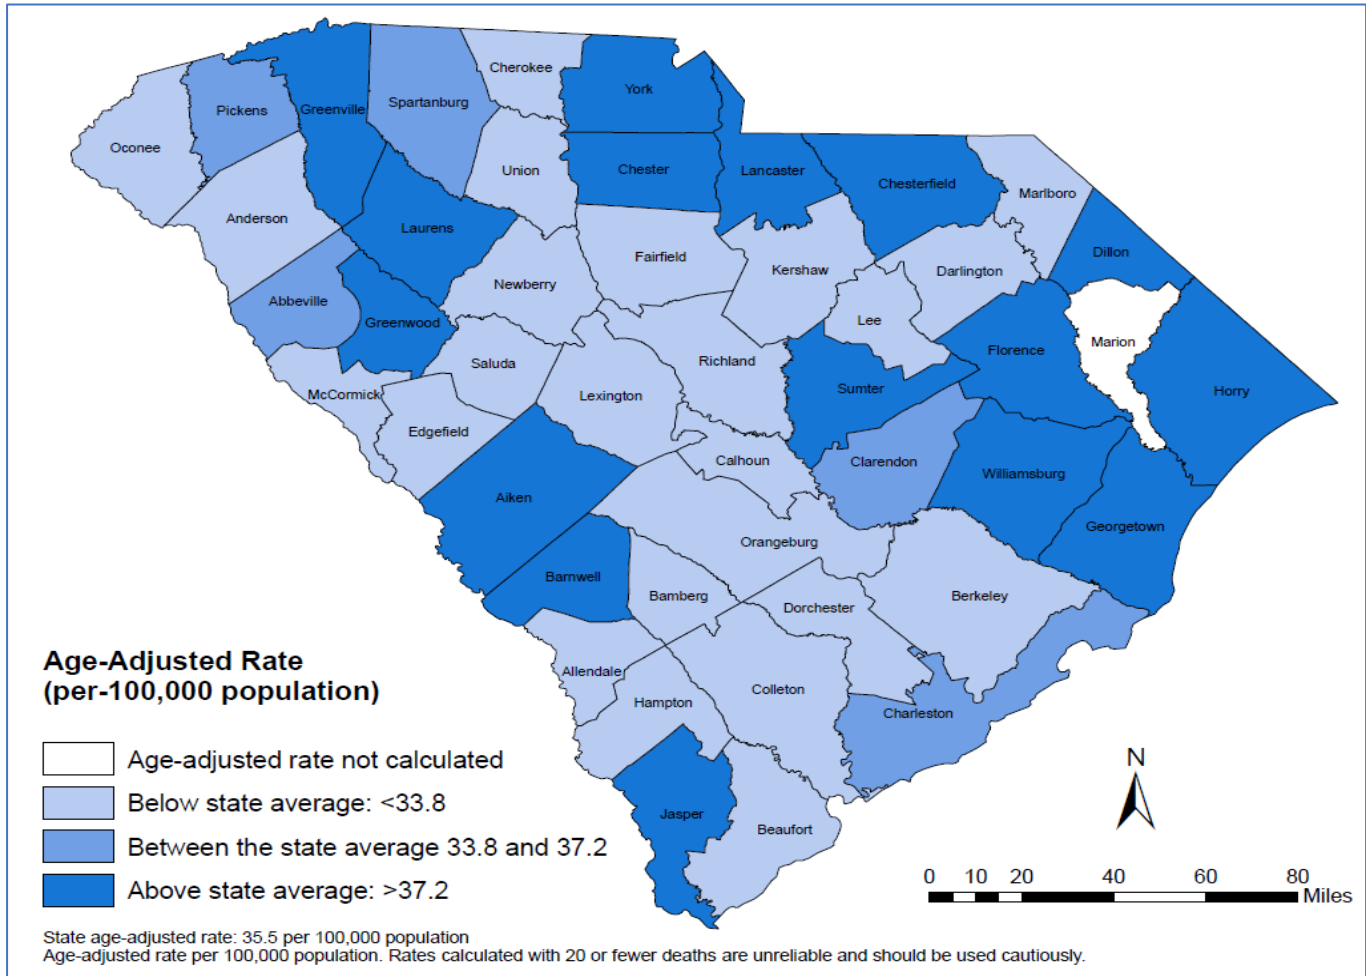 Cherokee
York
Spartanburg
Pickens
Greenville
Oconee
Union
Chester
Lancaster
Chesterfield
Marlboro
Anderson
Laurens
Dillon
Fairfield
Kershaw
Darlington
Newberry
Abbeville
Greenwood
Lee
Marion
Florence
Saluda
Richland
Horry
McCormick
Lexington
Sumter
Edgefield
Calhoun
Clarendon
Williamsburg
Aiken
Georgetown
Orangeburg
Barnwell
Bamberg
Dorchester
Berkeley
Allendale
Colleton
Hampton
Charleston
Jasper
Beaufort
Age-Adjusted Rate
(per-100,000 population)
Age-adjusted rate not calculated
Below state average: <33.8
Between the state average 33.8 and 37.2
Above state average: >37.2
N
0 10 20 40 60 80
Miles
State age-adjusted rate: 35.5 per 100,000 population
Age-adjusted rate per 100,000 population. Rates calculated with 20 or fewer deaths are unreliable and should be used cautiously.